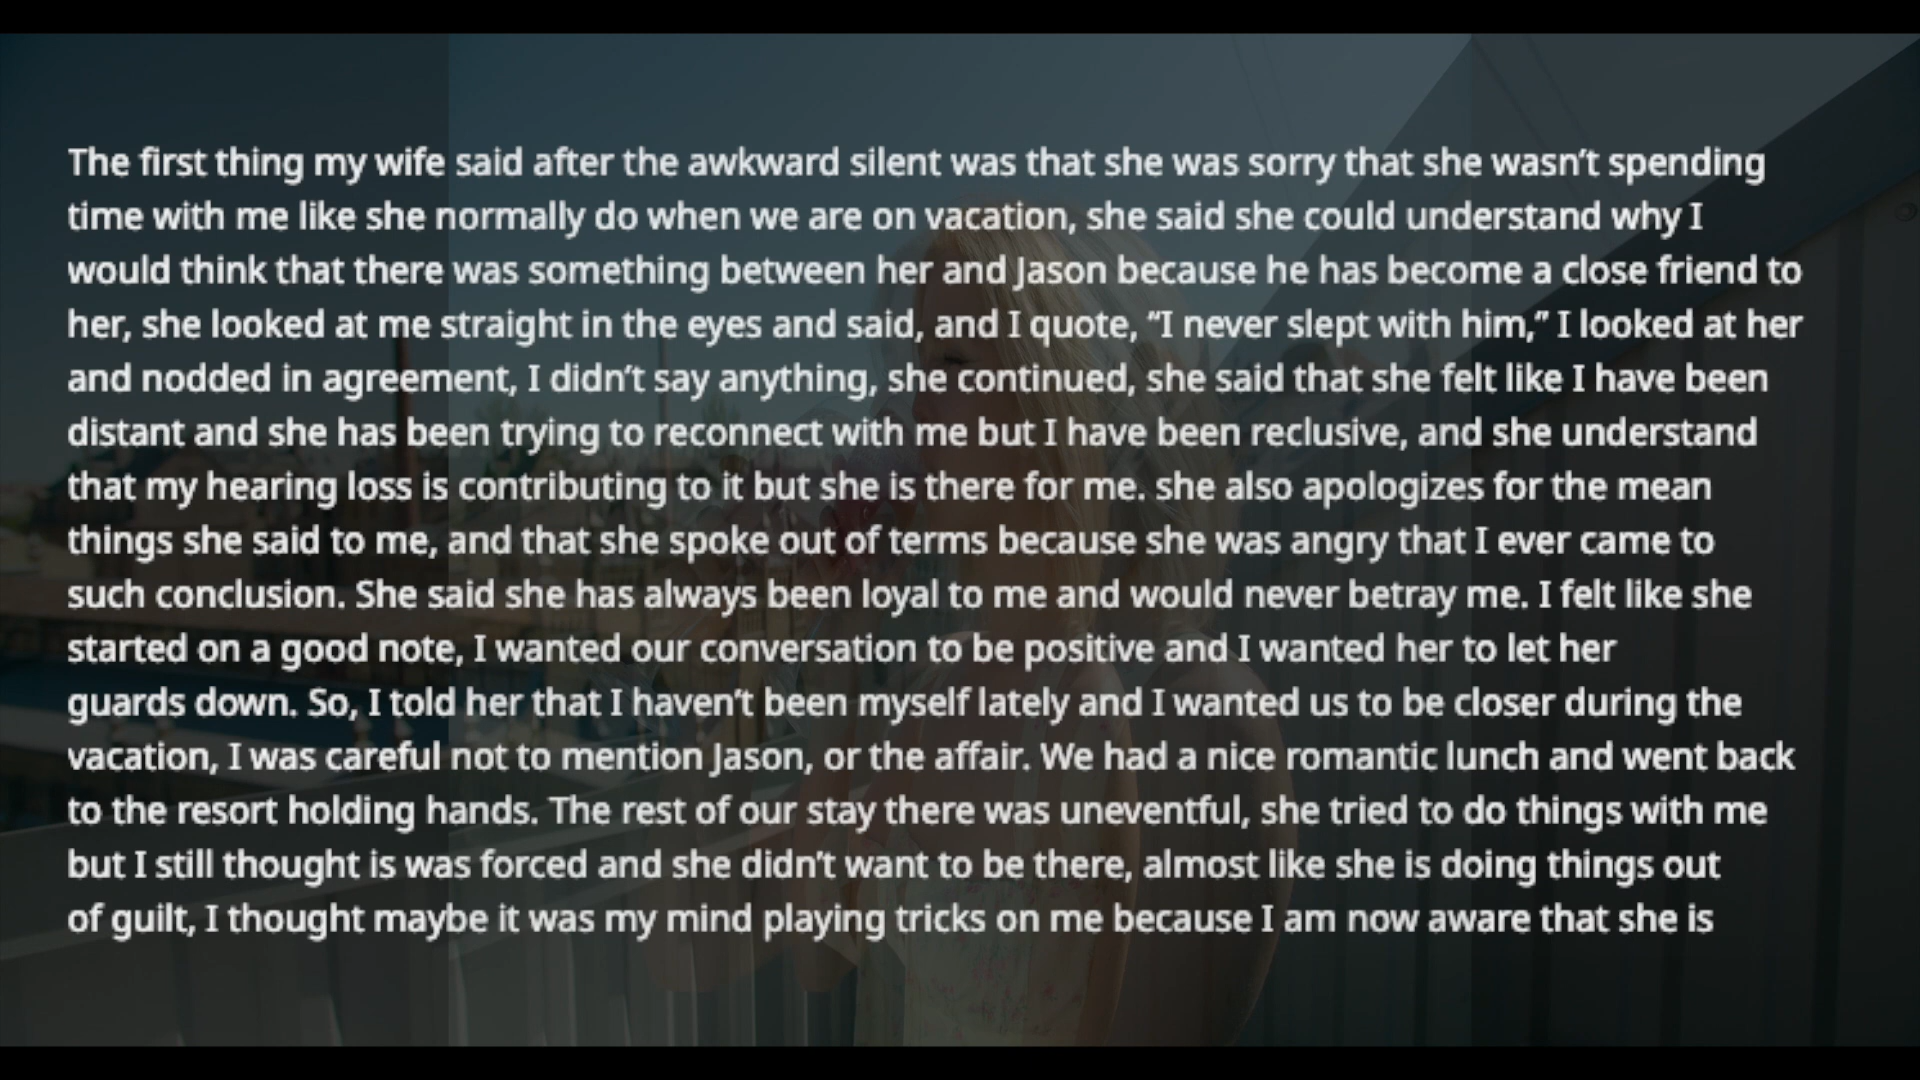 The first thing my wife said after the awkward silent was that she was sorry that she wasn’t spending
time with me like she normally do when we are on vacation, she said she could understand why I
would think that there was something between her and Jason because he has become a close friend to
her, she looked at me straight in the eyes and said, and I quote, “I never slept with him,” I looked at her
and nodded in agreement, I didn’t say anything, she continued, she said that she felt like I have been
distant and she has been trying to reconnect with me but I have been reclusive, and she understand
that my hearing loss is contributing to it but she is there for me. she also apologizes for the mean
things she said to me, and that she spoke out of terms because she was angry that I ever came to
such conclusion. She said she has always been loyal to me and would never betray me. I felt like she
started on a good note, I wanted our conversation to be positive and I wanted her to let her
guards down. So, I told her that I haven’t been myself lately and I wanted us to be closer during the
vacation, I was careful not to mention Jason, or the affair. We had a nice romantic lunch and went back
to the resort holding hands. The rest of our stay there was uneventful, she tried to do things with me
but I still thought is was forced and she didn’t want to be there, almost like she is doing things out
of guilt, I thought maybe it was my mind playing tricks on me because I am now aware that she is